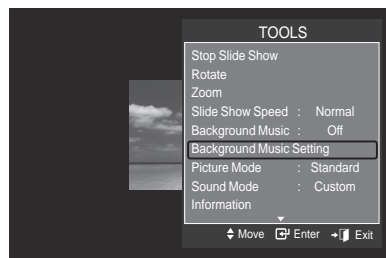 TOOLS
Stop Slide Show
Rotate
Zoom
Slide Show Speed : Normal
Background Music : Off
Background Music Setting
Picture Mode : Standard
Sound Mode : Custom
Information
Move Enter Exit